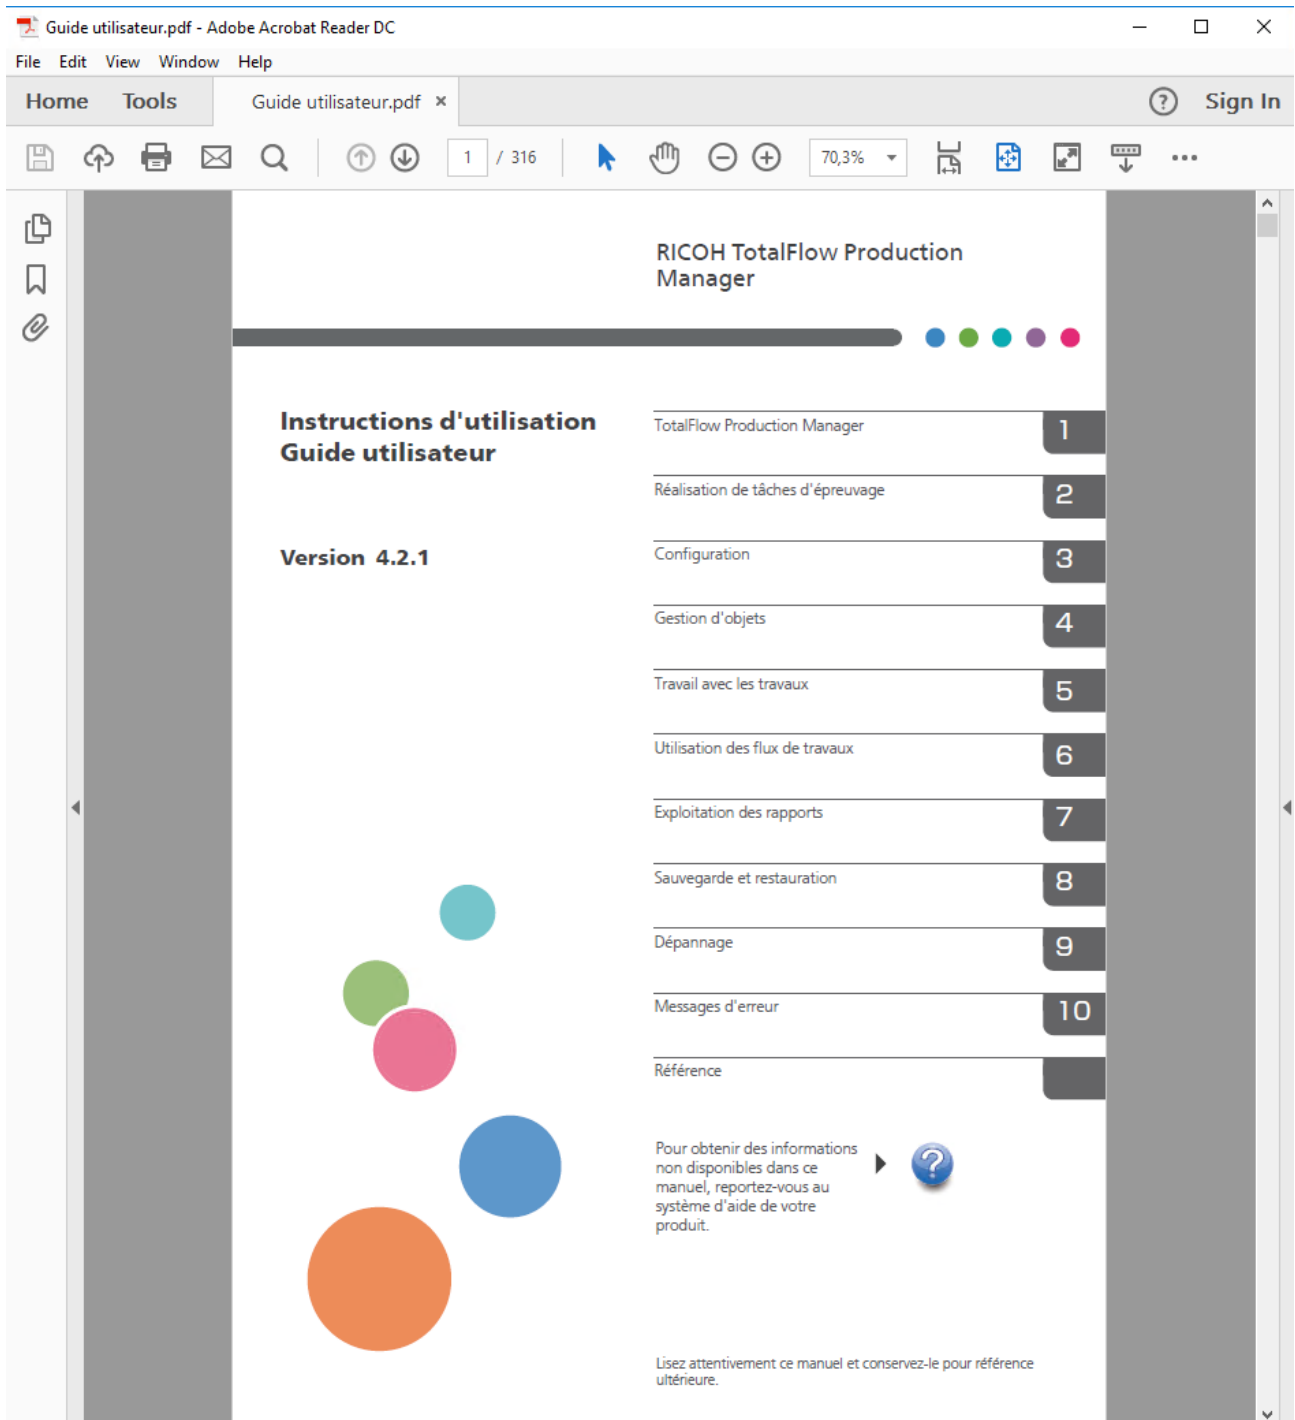 Guide utilisateur.pdf - Adobe Acrobat Reader DC
File Edit View Window Help
Home Tools Guide utilisateur.pdf × ? Sign In
1 / 316 70,3%
RICOH TotalFlow Production
Manager
Instructions d'utilisation
Guide utilisateur
Version 4.2.1
TotalFlow Production Manager 1
Réalisation de tâches d'épreuvage 2
Configuration 3
Gestion d'objets 4
Travail avec les travaux 5
Utilisation des flux de travaux 6
Exploitation des rapports 7
Sauvegarde et restauration 8
Dépannage 9
Messages d'erreur 10
Référence
Pour obtenir des informations
non disponibles dans ce
manuel, reportez-vous au
système d'aide de votre
produit.
?
Lisez attentivement ce manuel et conservez-le pour référence
ultérieure.